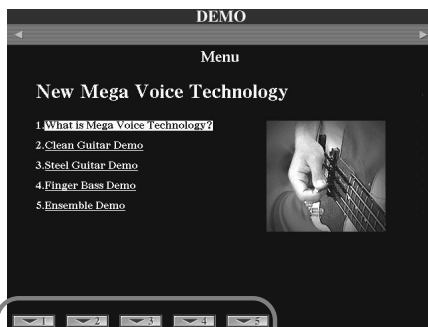 DEMO
Menu
New Mega Voice Technology
1.What is Mega Voice Technology?
2.Clean Guitar Demo
3.Steel Guitar Demo
4.Finger Bass Demo
5.Ensemble Demo
1 2 3 4 5